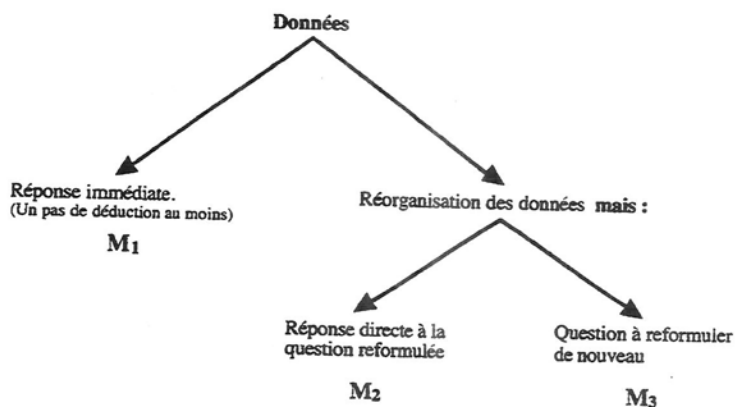 Données
Réponse immédiate.
(Un pas de déduction au moins)
M1
Réorganisation des données mais :
Réponse directe à la
question reformulée
M2
Question à reformuler
de nouveau
M3